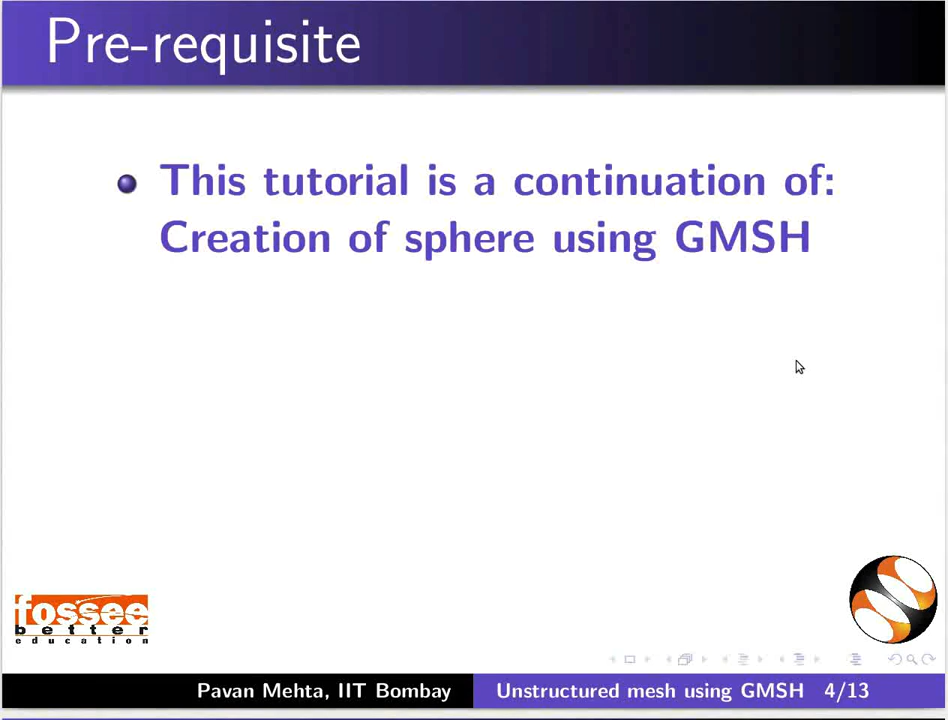 Pre-requisite
This tutorial is a continuation of:
Creation of sphere using GMSH
fossee
better
education
Pavan Mehta, IIT Bombay
Unstructured mesh using GMSH 4/13